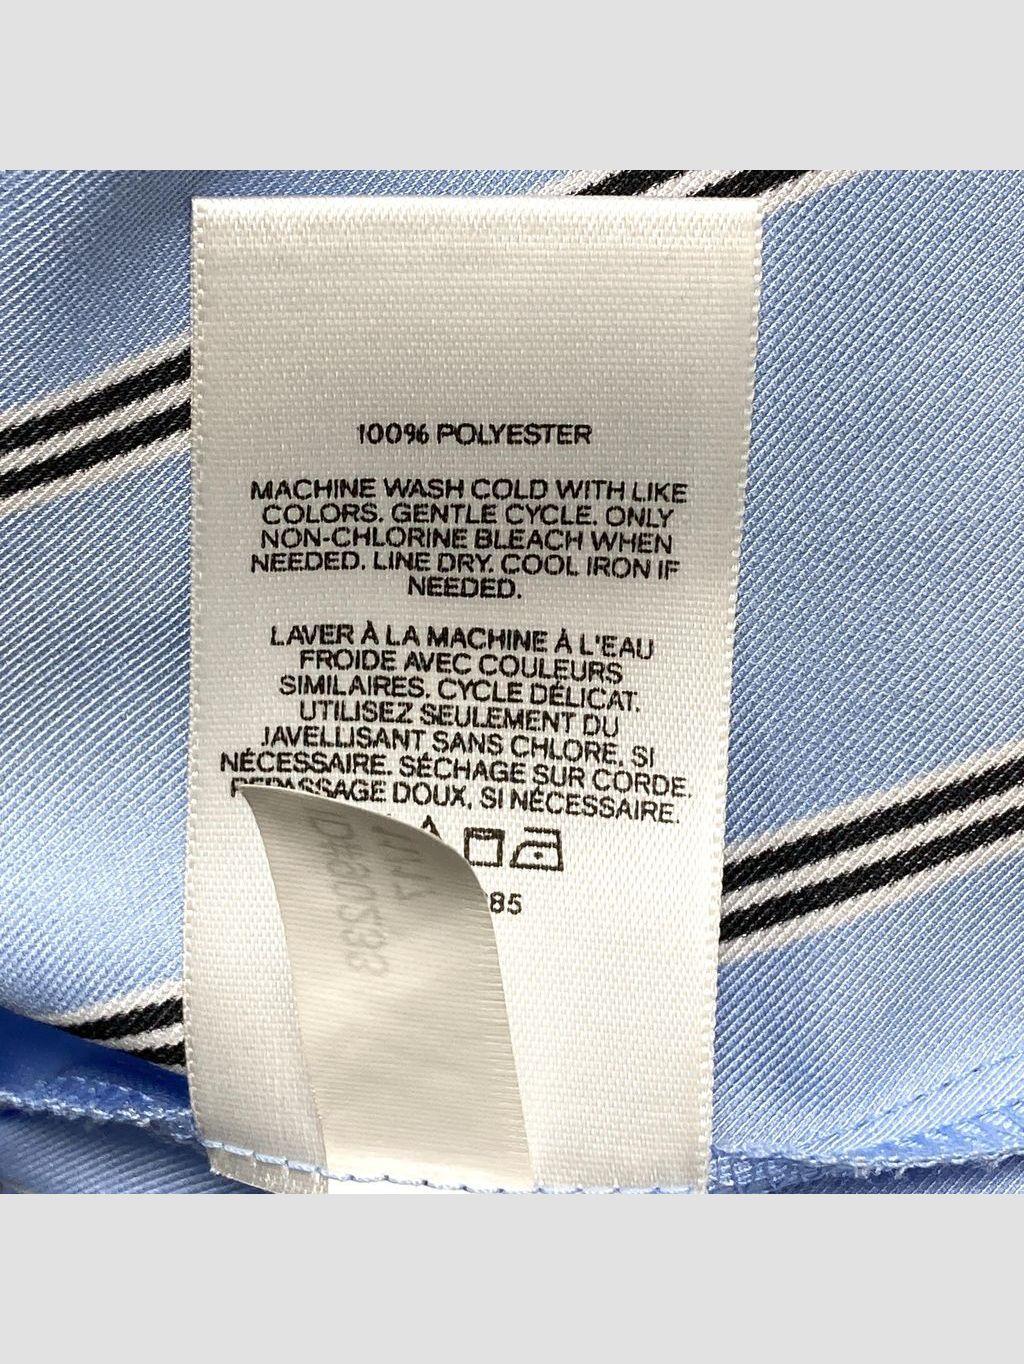 100% POLYESTER
MACHINE WASH COLD WITH LIKE
COLORS. GENTLE CYCLE. ONLY
NON-CHLORINE BLEACH WHEN
NEEDED. LINE DRY. COOL IRON IF
NEEDED.
LAVER À LA MACHINE À L'EAU
FROIDE AVEC COULEURS
SIMILAIRES. CYCLE DÉLICAT.
UTILISEZ SEULEMENT DU
JAVELLISANT SANS CHLORE, SI
NÉCESSAIRE. SÉCHAGE SUR CORDE.
REPASSAGE DOUX, SI NÉCESSAIRE.
85